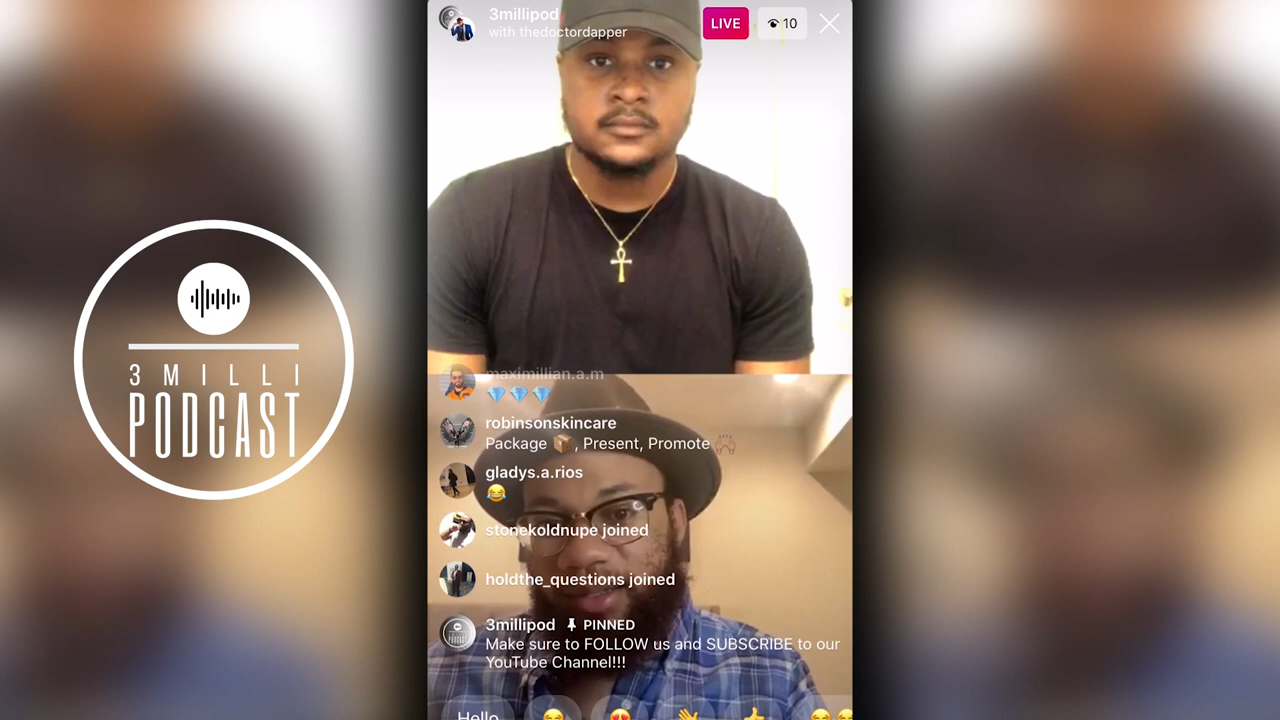 3millipod
with thedoctordapper
LIVE
10
3 MILLI
PODCAST
maximillian.a.m
💎💎💎
robinsonskincare
Package 📦, Present, Promote 🙌🏽
gladys.a.rios
😂
stonekoldnupe joined
holdthe_questions joined
3millipod 📌 PINNED
Make sure to FOLLOW us and SUBSCRIBE to our
YouTube Channel!!!
Hello